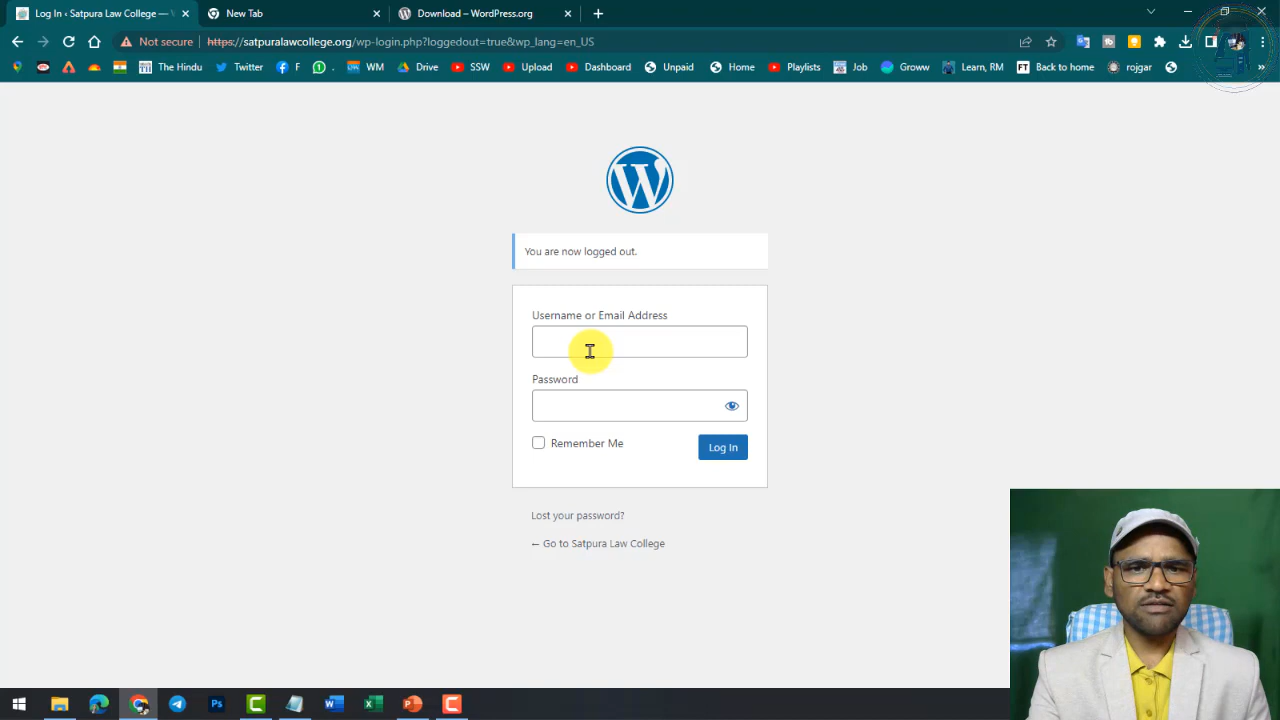 Log In ‹ Satpura Law College — W
New Tab
Download – WordPress.org
Not secure
https://satpuralawcollege.org/wp-login.php?loggedout=true&wp_lang=en_US
The Hindu
Twitter
F
.
WM
Drive
SSW
Upload
Dashboard
Unpaid
Home
Playlists
Job
Groww
Learn, RM
FT Back to home
rojgar
You are now logged out.
Username or Email Address
Password
Remember Me
Log In
Lost your password?
← Go to Satpura Law College